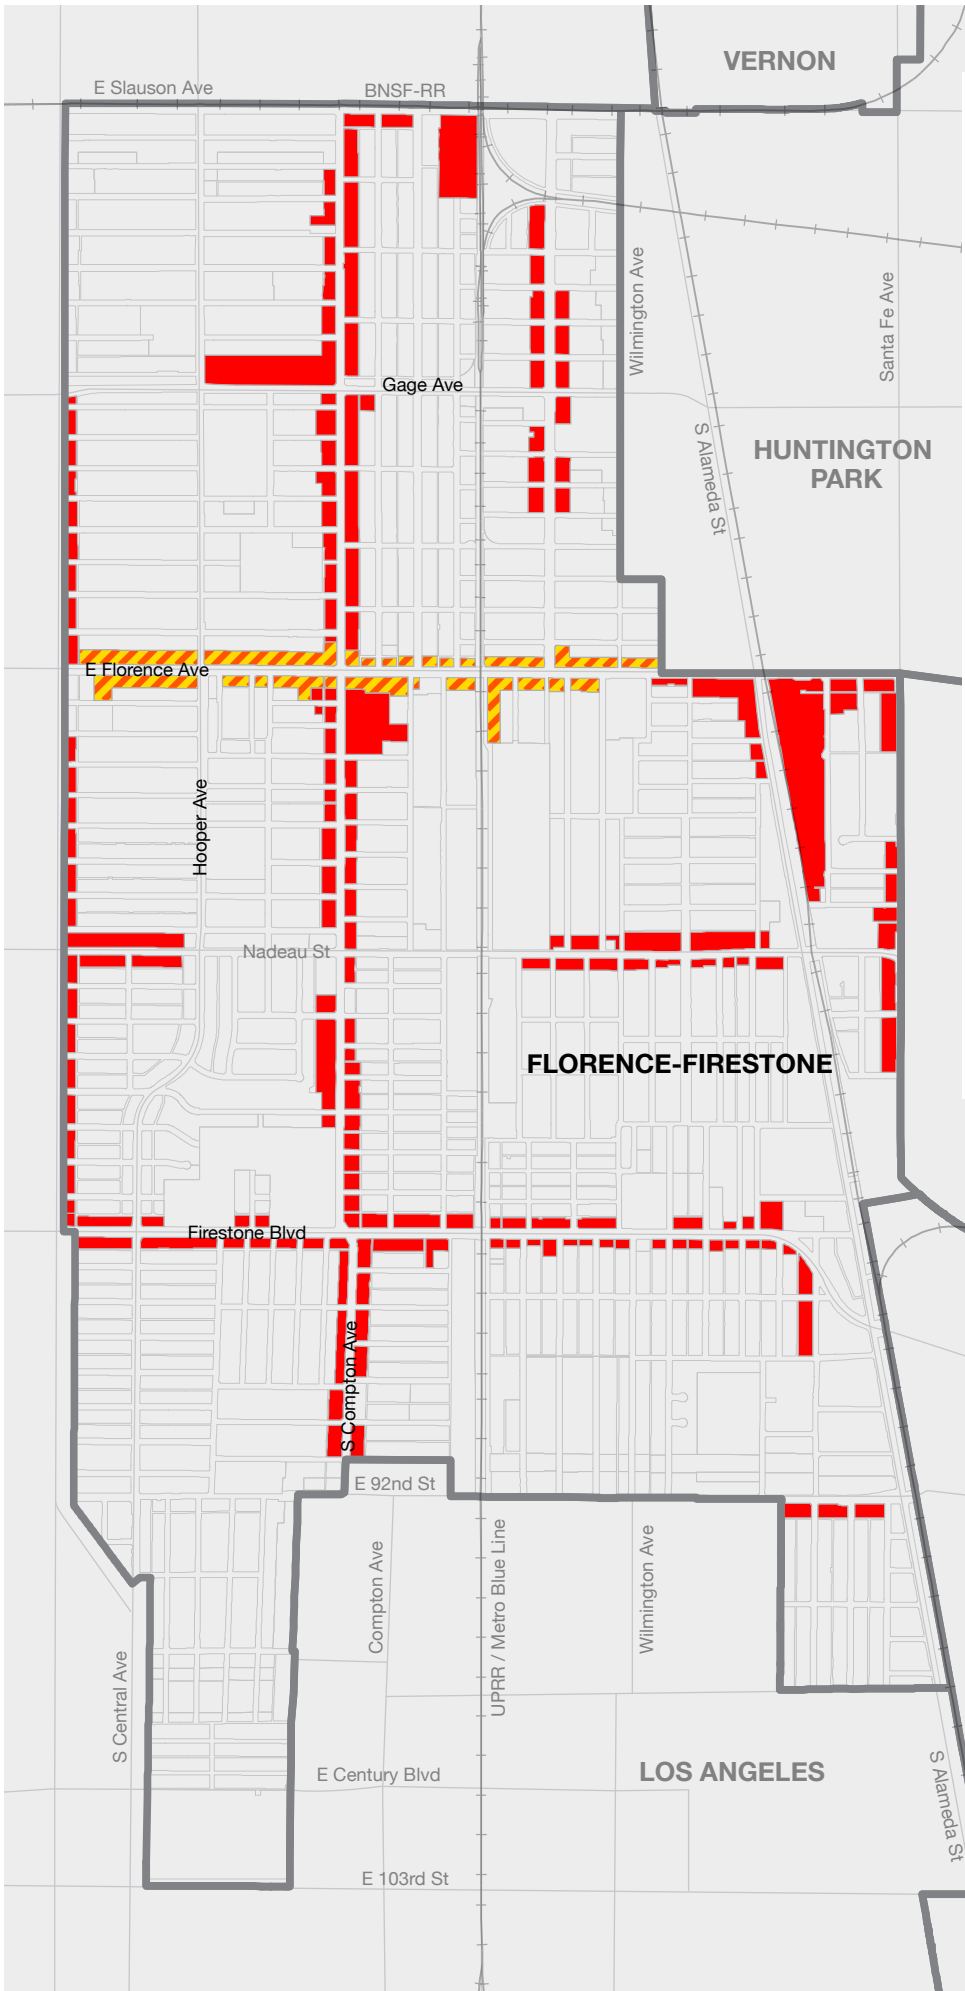 VERNON
E Slauson Ave
BNSF-RR
Wilmington Ave
Santa Fe Ave
Gage Ave
S Alameda St
HUNTINGTON
PARK
E Florence Ave
Hooper Ave
Nadeau St
FLORENCE-FIRESTONE
Firestone Blvd
S Compton Ave
E 92nd St
Compton Ave
UPRR / Metro Blue Line
Wilmington Ave
S Central Ave
E Century Blvd
LOS ANGELES
S Alameda St
E 103rd St